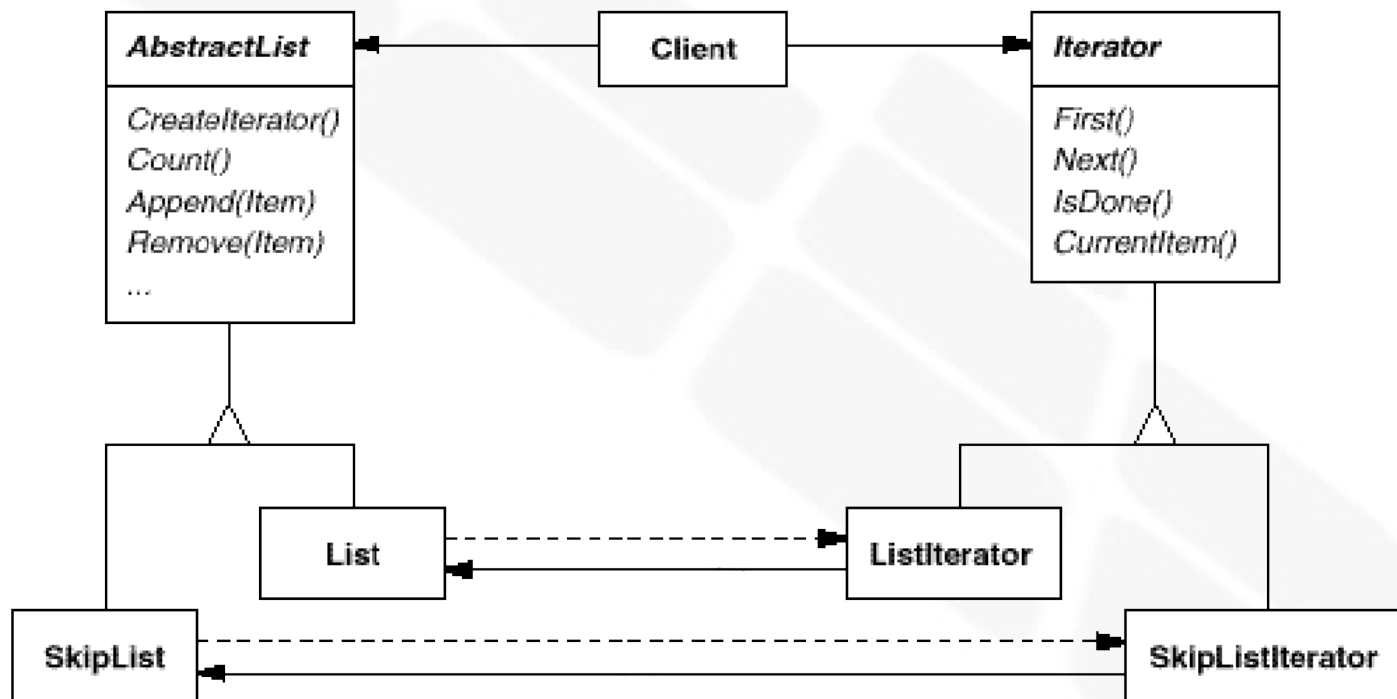 AbstractList
CreateIterator()
Count()
Append(Item)
Remove(Item)
...
Client
Iterator
First()
Next()
IsDone()
CurrentItem()
List
ListIterator
SkipList
SkipListIterator